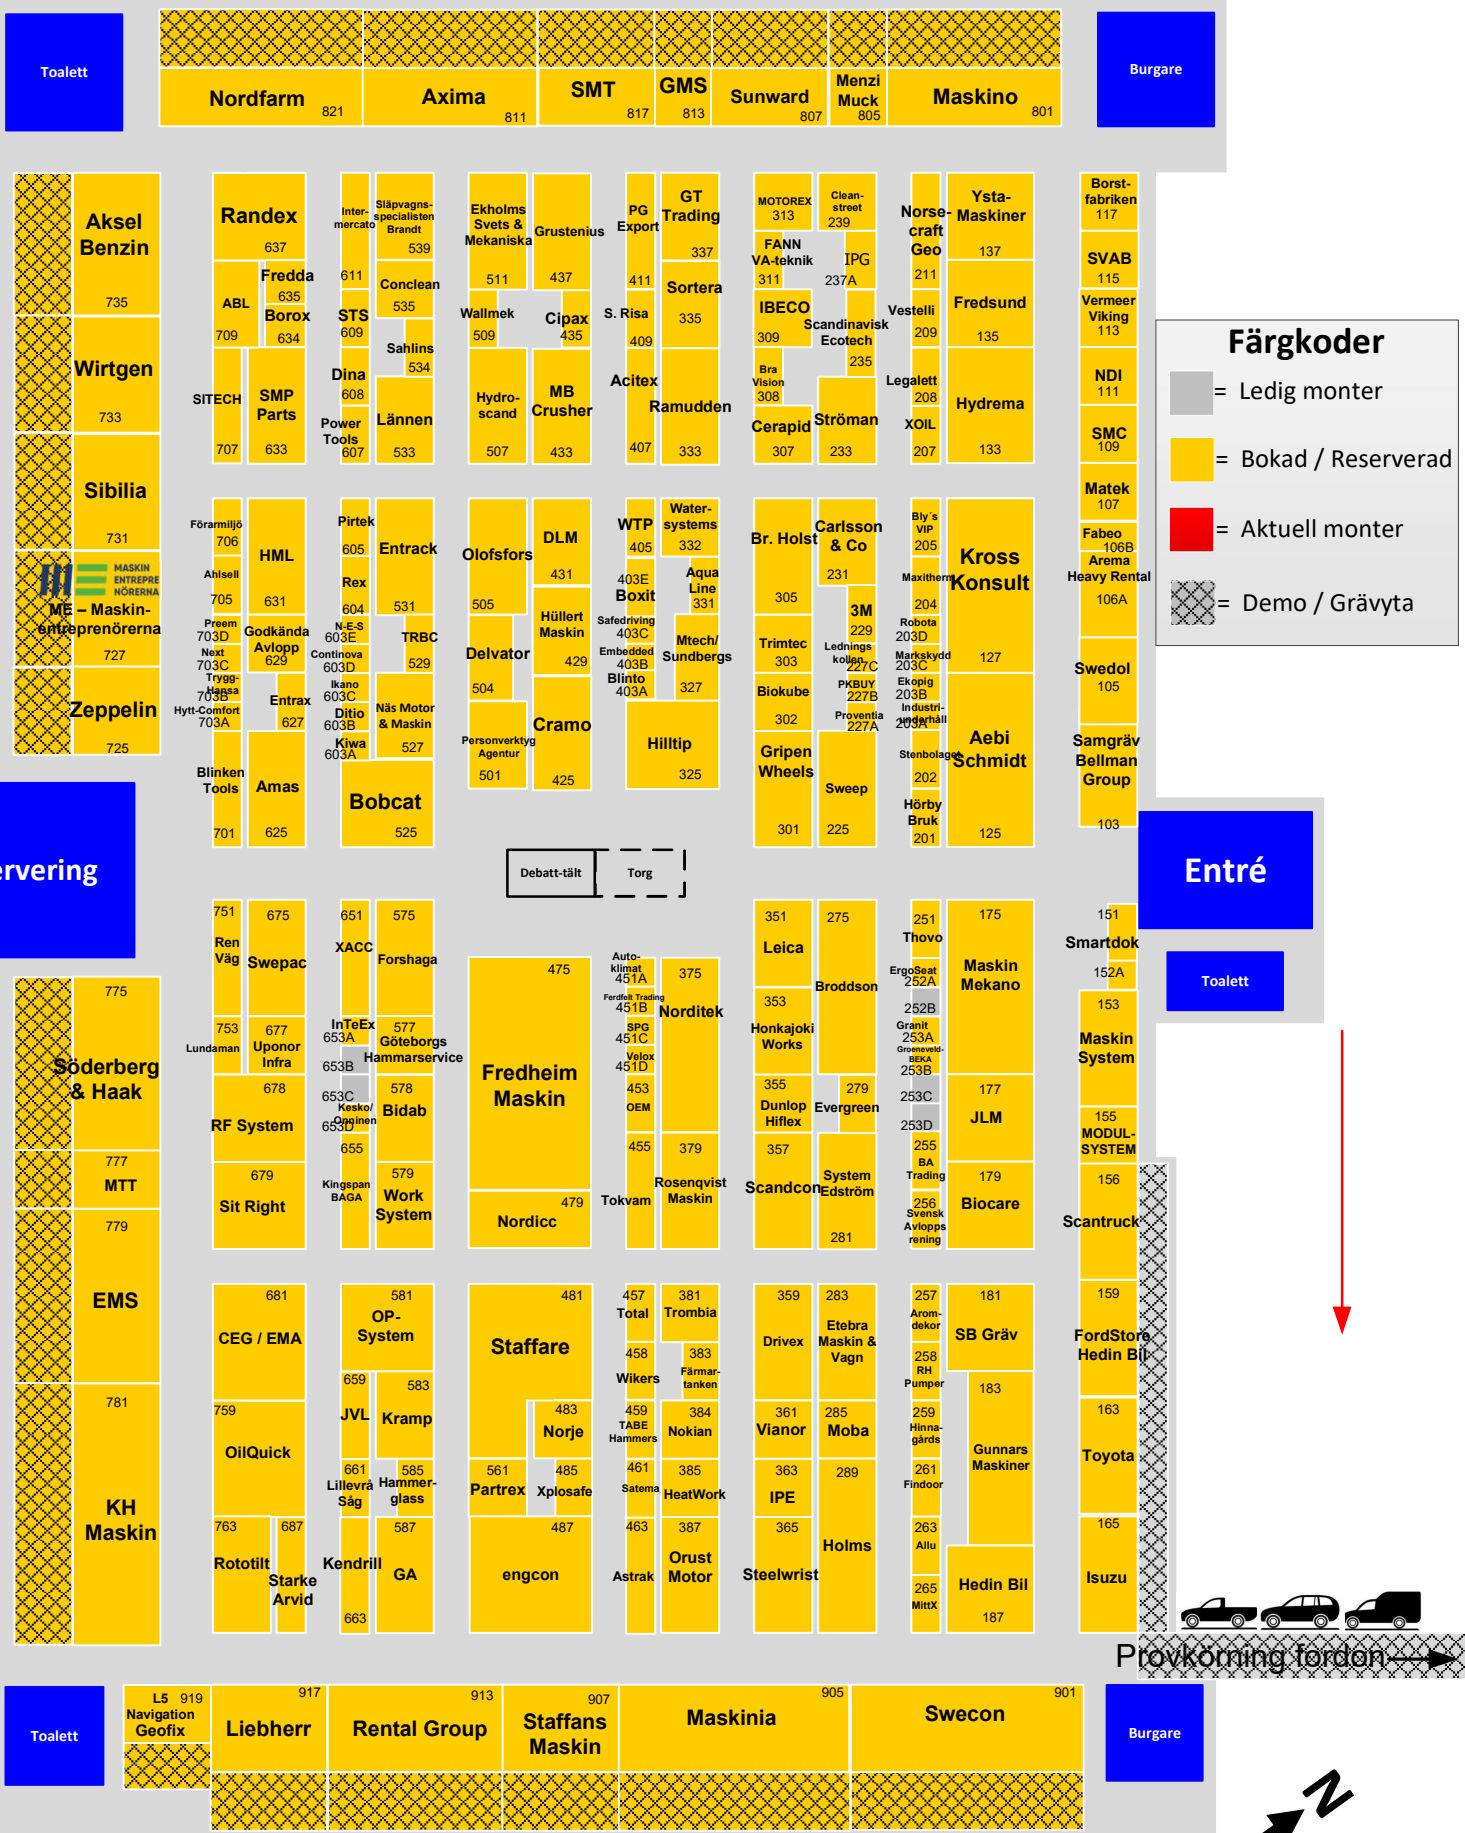 Toalett
Nordfarm
821
Axima
811
SMT
817
GMS
813
Sunward
807
Menzi
Muck
805
Maskino
801
Burgare
Aksel
Benzin
735
Wirtgen
733
Sibilia
731
MASKIN
ENTREPRE
NÖRERNA
ME – Maskin-
entreprenörerna
727
Zeppelin
725
Randex
637
ABL
709
Fredda
635
Borox
634
SITECH
707
SMP
Parts
633
Inter-
mercato
611
STS
609
Dina
608
Power
Tools
607
Släpvagns-
specialisten
Brandt
539
Conclean
535
Sahlins
534
Lännen
533
Ekholms
Svets &
Mekaniska
511
Wallmek
509
Hydro-
scand
507
Grustenius
437
Cipax
435
MB
Crusher
433
PG
Export
411
S. Risa
409
Acitex
407
GT
Trading
337
Sortera
335
Ramudden
333
MOTOREX
313
FANN
VA-teknik
311
IBECO
309
Bra
Vision
308
Cerapid
307
Clean-
street
239
IPG
237A
Scandinavisk
Ecotech
235
Ströman
233
Norse-
craft
Geo
211
Vestelli
209
Legalett
208
XOIL
207
Ysta-
Maskiner
137
Fredsund
135
Hydrema
133
Borst-
fabriken
117
SVAB
115
Vermeer
Viking
113
NDI
111
SMC
109
Matek
107
Fabeo
106B
Arema
Heavy Rental
106A
Swedol
105
Samgräv
Bellman
Group
103
Färgkoder
= Ledig monter
= Bokad / Reserverad
= Aktuell monter
= Demo / Grävyta
Förarmiljö
706
Ahlsell
705
Preem
703D
Next
703C
Trygg-
Hansa
703B
Hytt-Comfort
703A
Blinken
Tools
701
HML
631
Godkända
Avlopp
629
Entrax
627
Amas
625
Pirtek
605
Rex
604
N-E-S
603E
Continova
603D
Ikano
603C
Ditio
603B
Kiwa
603A
Entrack
531
TRBC
529
Näs Motor
& Maskin
527
Bobcat
525
Olofsfors
505
Delvator
504
Personverktyg
Agentur
501
DLM
431
Hüllert
Maskin
429
Cramo
425
WTP
405
403E
Boxit
Safedriving
403C
Embedded
403B
Blinto
403A
Water-
systems
332
Aqua
Line
331
Mtech/
Sundbergs
327
Hilltip
325
Br. Holst
305
Trimtec
303
Biokube
302
Gripen
Wheels
301
Carlsson
& Co
231
3M
229
Lednings
kollen
227C
PKBUY
227B
Proventia
227A
Sweep
225
Bly´s
VIP
205
Maxitherm
204
Robota
203D
Markskydd
203C
Ekopig
203B
Industri-
underhåll
203A
Stenbolaget
202
Hörby
Bruk
201
Kross
Konsult
127
Aebi
Schmidt
125
ervering
Debatt-tält
Torg
Entré
Toalett
775
Söderberg
& Haak
777
MTT
779
EMS
781
KH
Maskin
751
Ren
Väg
753
Lundaman
675
Swepac
677
Uponor
Infra
678
RF System
679
Sit Right
651
XACC
InTeEx
653A
653B
653C
Kesko/
Onninen
653D
655
Kingspan
BAGA
575
Forshaga
577
Göteborgs
Hammarservice
578
Bidab
579
Work
System
475
Fredheim
Maskin
479
Nordicc
Auto-
klimat
451A
Ferdfelt Trading
451B
SPG
451C
Velox
451D
453
OEM
455
Tokvam
375
Norditek
379
Rosenqvist
Maskin
351
Leica
353
Honkajoki
Works
355
Dunlop
Hiflex
357
Scandcon
275
Broddson
279
Evergreen
System
Edström
281
251
Thovo
ErgoSeat
252A
252B
Granit
253A
Groeneveld-
BEKA
253B
253C
253D
255
BA
Trading
256
Svensk
Avlopps
rening
175
Maskin
Mekano
177
JLM
179
Biocare
151
Smartdok
152A
153
Maskin
System
155
MODUL-
SYSTEM
156
Scantruck
159
FordStore
Hedin Bil
163
Toyota
165
Isuzu
681
CEG / EMA
759
OilQuick
763
Rototilt
687
Starke
Arvid
581
OP-
System
659
JVL
583
Kramp
661
Lillevrå
Såg
585
Hammer-
glass
Kendrill
663
587
GA
481
Staffare
483
Norje
561
Partrex
485
Xplosafe
487
engcon
457
Total
458
Wikers
459
TABE
Hammers
461
Satema
463
Astrak
381
Trombia
383
Färmar-
tanken
384
Nokian
385
HeatWork
387
Orust
Motor
359
Drivex
361
Vianor
363
IPE
365
Steelwrist
283
Etebra
Maskin &
Vagn
285
Moba
289
Holms
257
Arom-
dekor
258
RH
Pumper
259
Hinna-
gårds
261
Findoor
263
Allu
265
MittX
181
SB Gräv
183
Gunnars
Maskiner
Hedin Bil
187
Provkörning fordon
Toalett
L5 919
Navigation
Geofix
917
Liebherr
913
Rental Group
907
Staffans
Maskin
905
Maskinia
901
Swecon
Burgare
N